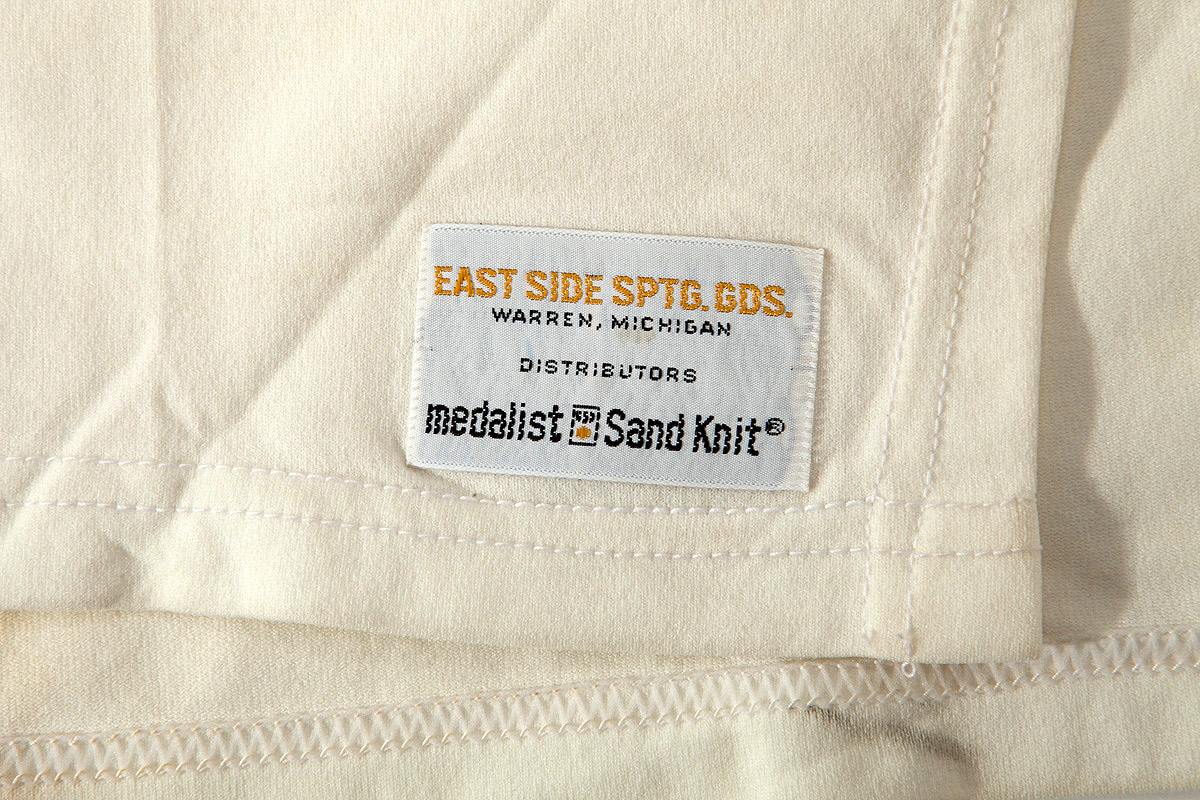 EAST SIDE SPTG. GDS.
WARREN, MICHIGAN
DISTRIBUTORS
medalist Sand Knit®